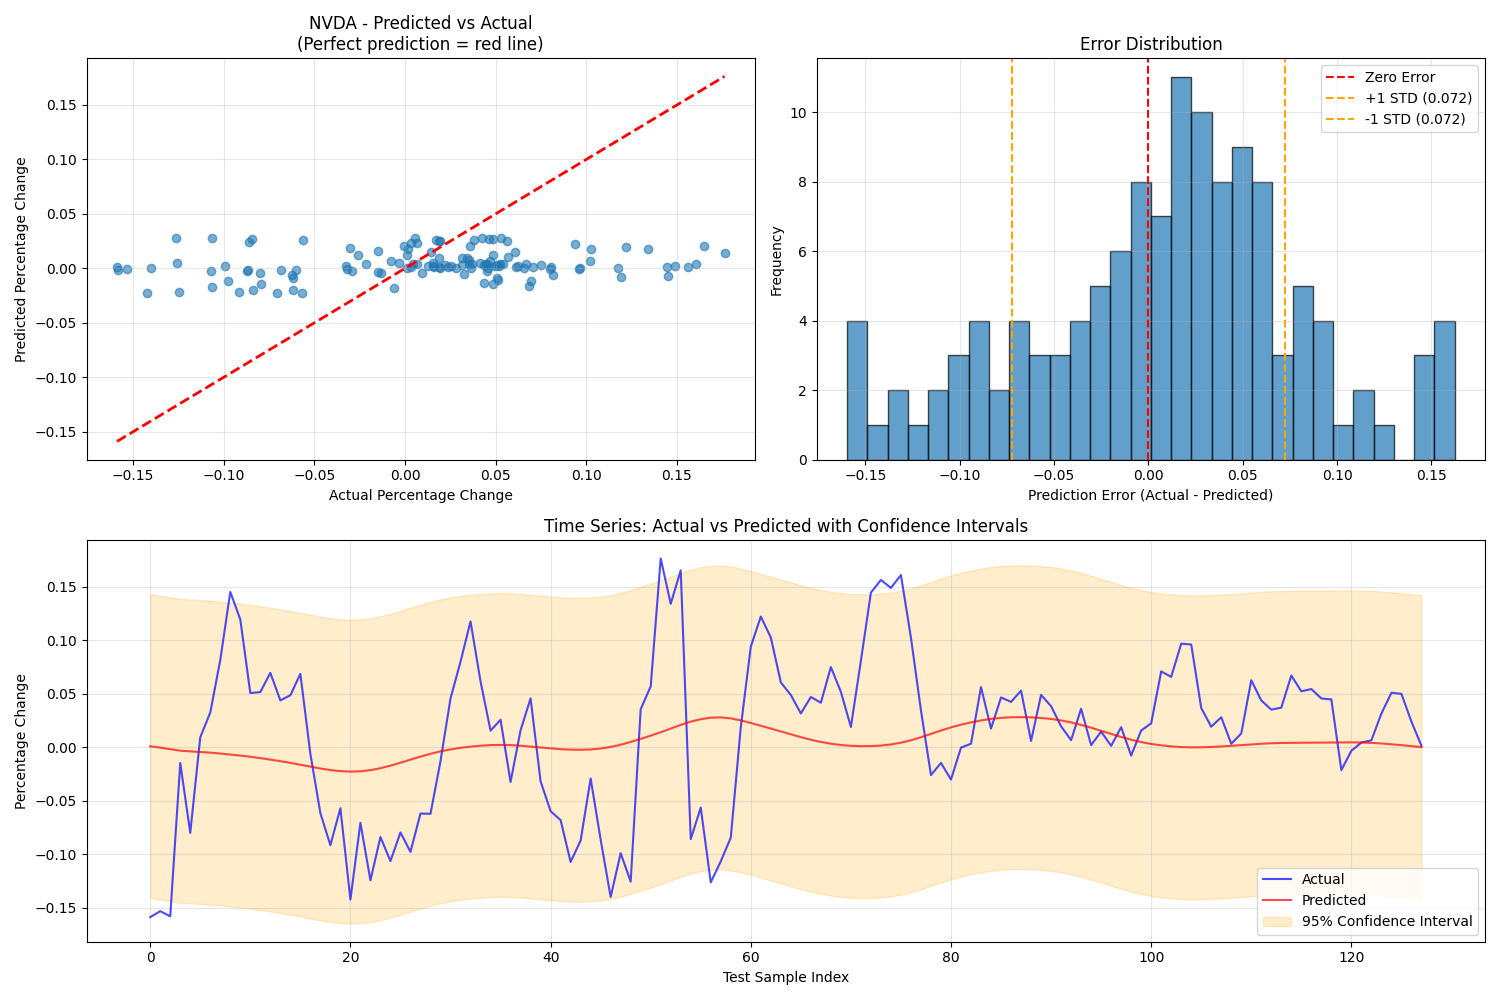 NVDA - Predicted vs Actual
(Perfect prediction = red line)
Predicted Percentage Change
0.15
0.10
0.05
0.00
−0.05
−0.10
−0.15
−0.15
−0.10
−0.05
0.00
0.05
0.10
0.15
Actual Percentage Change
Error Distribution
Frequency
10
8
6
4
2
0
Zero Error
+1 STD (0.072)
-1 STD (0.072)
−0.15
−0.10
−0.05
0.00
0.05
0.10
0.15
Prediction Error (Actual - Predicted)
Time Series: Actual vs Predicted with Confidence Intervals
Percentage Change
0.15
0.10
0.05
0.00
−0.05
−0.10
−0.15
Actual
Predicted
95% Confidence Interval
0
20
40
60
80
100
120
Test Sample Index